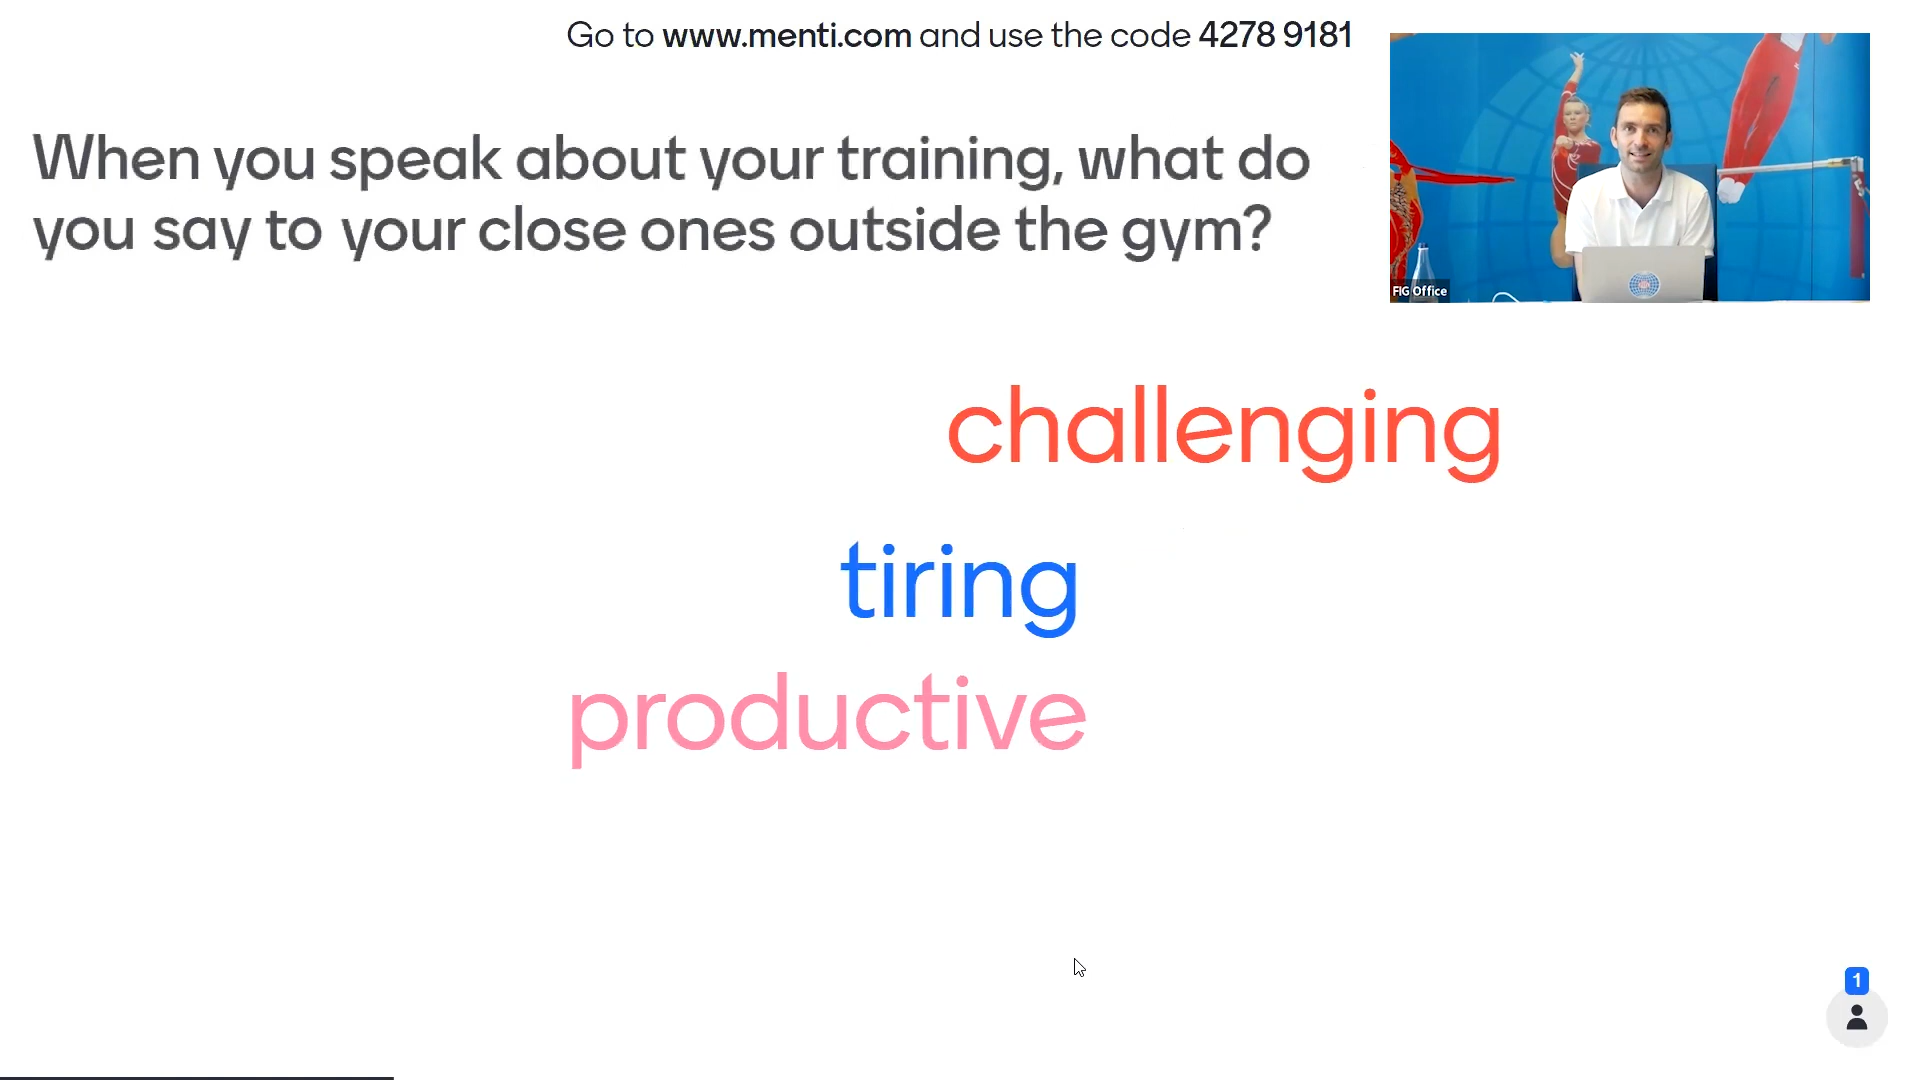 Go to www.menti.com and use the code 4278 9181
When you speak about your training, what do
you say to your close ones outside the gym?
FIG Office
challenging
tiring
productive
1